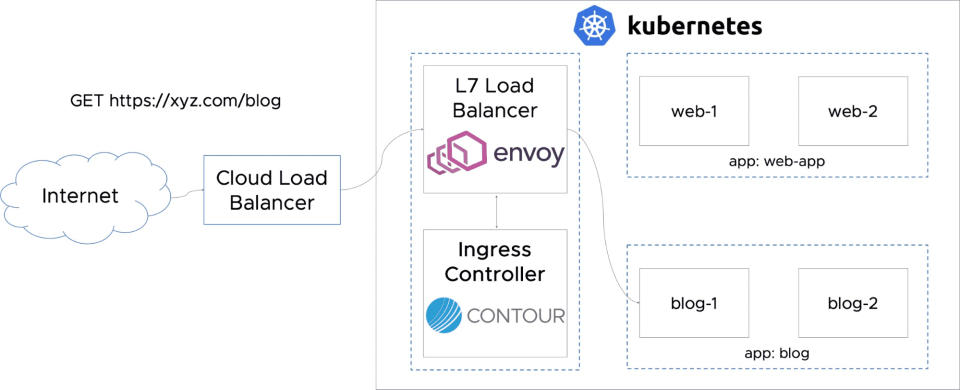 kubernetes
GET https://xyz.com/blog
Internet
Cloud Load
Balancer
L7 Load
Balancer
envoy
Ingress
Controller
CONTOUR
web-1
web-2
app: web-app
blog-1
blog-2
app: blog